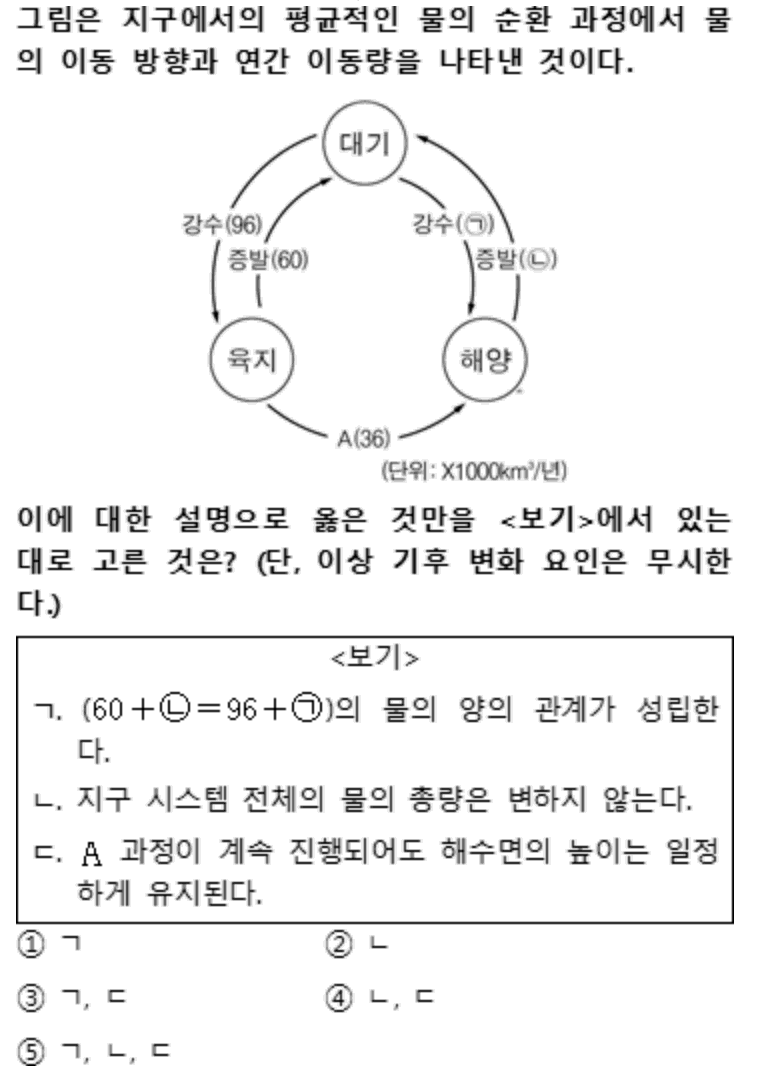 그림은 지구에서의 평균적인 물의 순환 과정에서 물
의 이동 방향과 연간 이동량을 나타낸 것이다.
대기
강수(96)
강수(㉠)
증발(60)
증발(㉡)
육지
해양
A(36)
(단위: X1000km³/년)
이에 대한 설명으로 옳은 것만을 <보기>에서 있는
대로 고른 것은? (단, 이상 기후 변화 요인은 무시한
다.)
<보기>
ㄱ. (60+㉡=96+㉠)의 물의 양의 관계가 성립한
다.
ㄴ. 지구 시스템 전체의 물의 총량은 변하지 않는다.
ㄷ. A 과정이 계속 진행되어도 해수면의 높이는 일정
하게 유지된다.
① ㄱ ② ㄴ
③ ㄱ, ㄷ ④ ㄴ, ㄷ
⑤ ㄱ, ㄴ, ㄷ